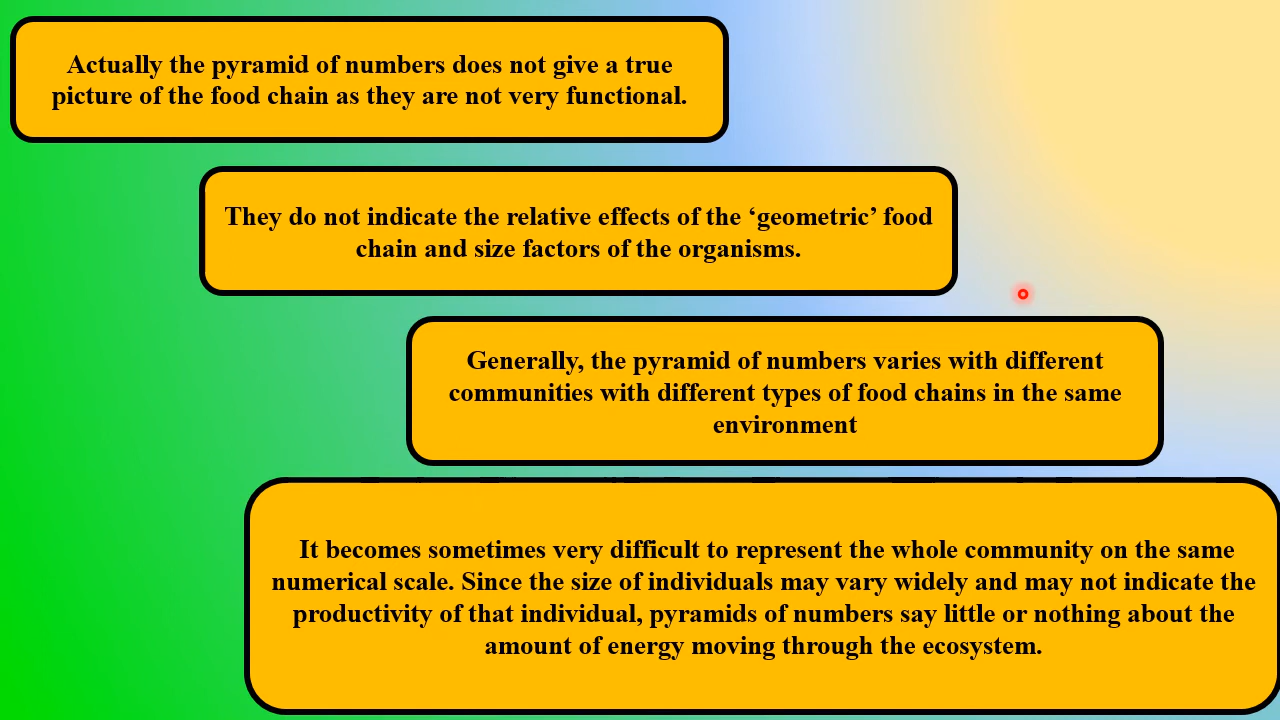 Actually the pyramid of numbers does not give a true
picture of the food chain as they are not very functional.
They do not indicate the relative effects of the ‘geometric’ food
chain and size factors of the organisms.
Generally, the pyramid of numbers varies with different
communities with different types of food chains in the same
environment
It becomes sometimes very difficult to represent the whole community on the same
numerical scale. Since the size of individuals may vary widely and may not indicate the
productivity of that individual, pyramids of numbers say little or nothing about the
amount of energy moving through the ecosystem.